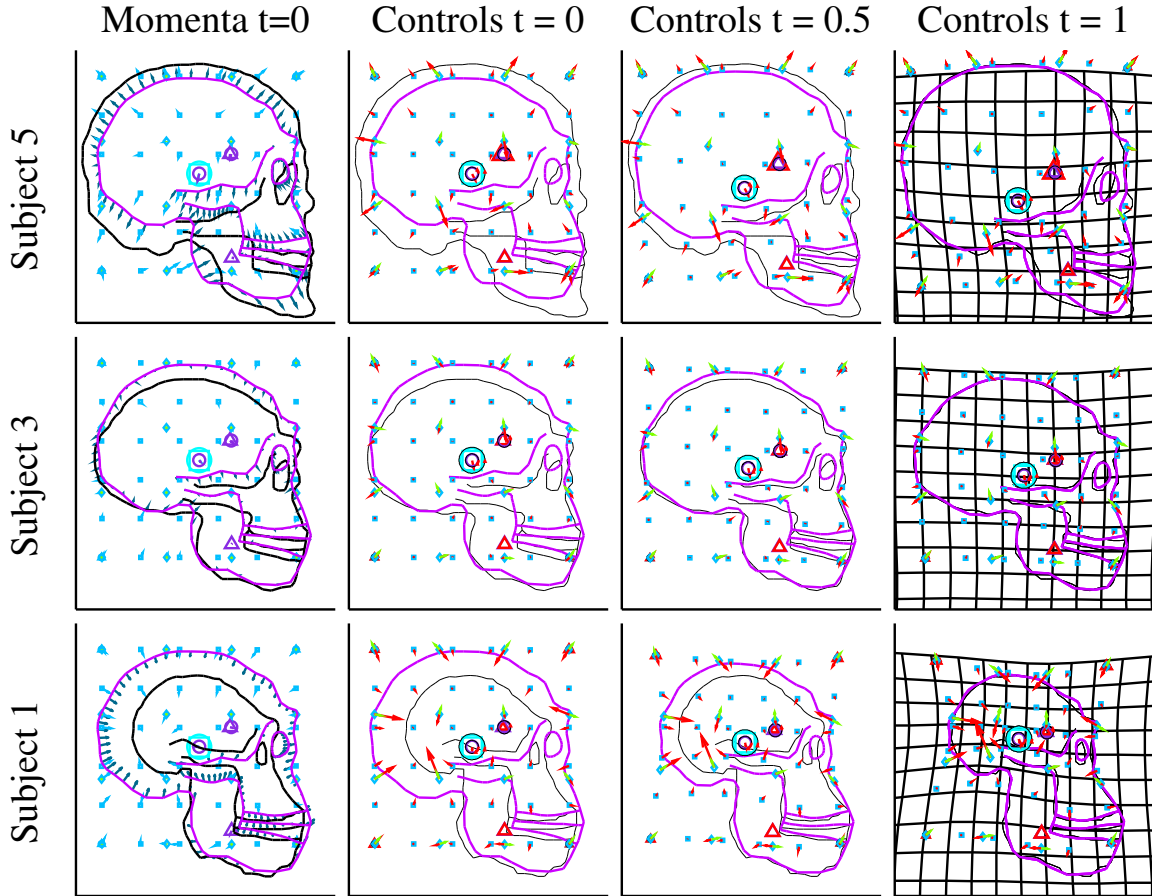 Momenta t=0
Controls t = 0
Controls t = 0.5
Controls t = 1
Subject 5
Subject 3
Subject 1